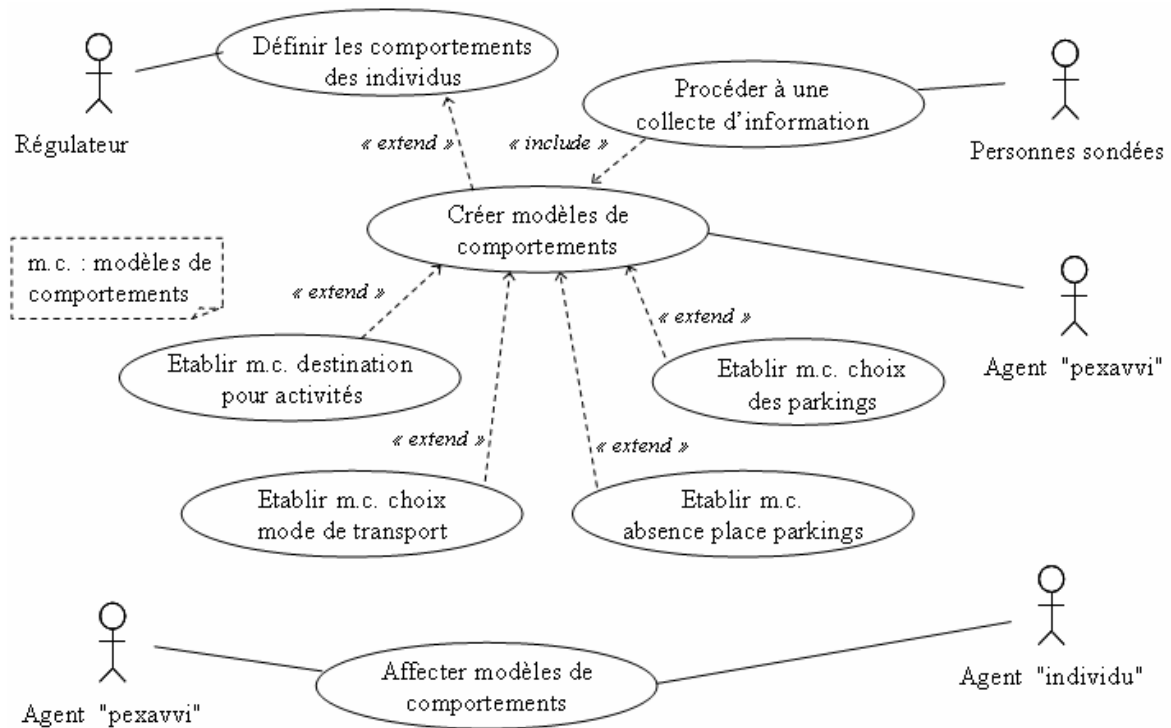 Définir les comportements
des individus
Procéder à une
collecte d'information
Régulateur
« extend »
« include »
Personnes sondées
Créer modèles de
comportements
m.c. : modèles de
comportements
« extend »
« extend »
Etablir m.c. destination
pour activités
Etablir m.c. choix
des parkings
Agent "pexavvi"
« extend »
« extend »
Etablir m.c. choix
mode de transport
Etablir m.c.
absence place parkings
Affecter modèles de
comportements
Agent "pexavvi"
Agent "individu"